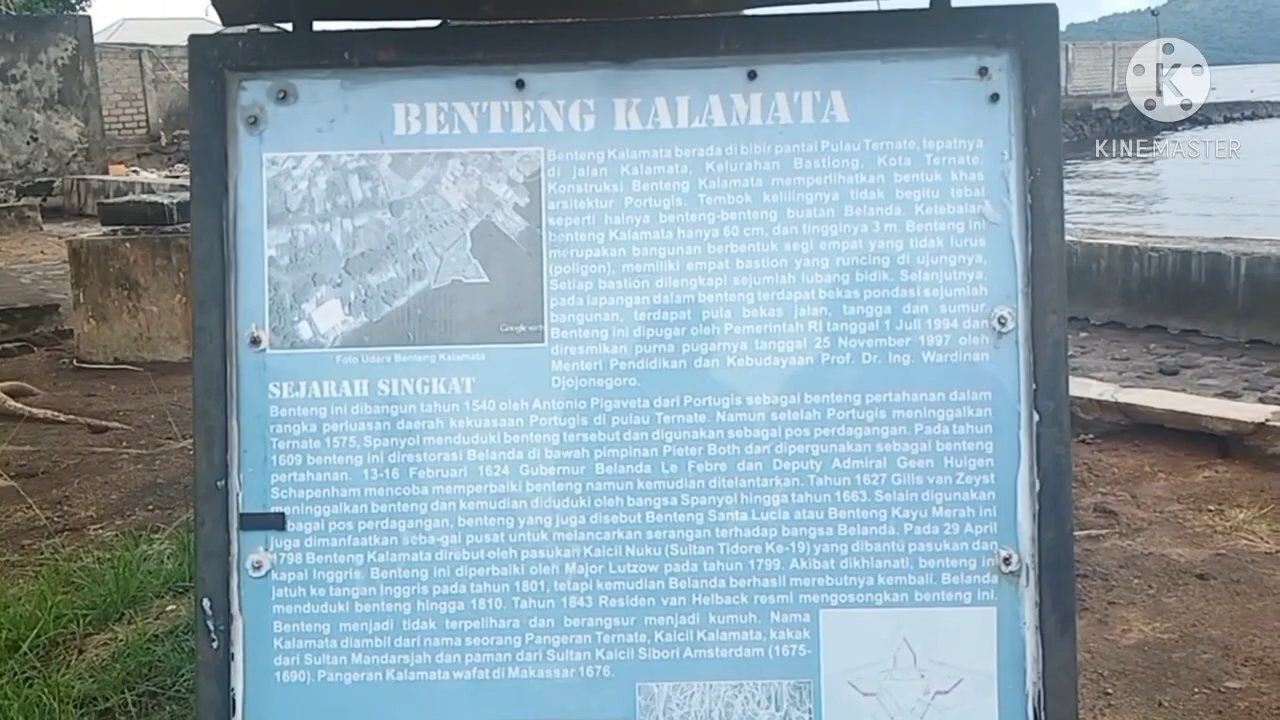 KINEMASTER
BENTENG KALAMATA
Benteng Kalamata berada di bibir pantai Pulau Ternate, tepatnya
di jalan Kalamata, Kelurahan Bastiong, Kota Ternate.
Konstruksi Benteng Kalamata memperlihatkan bentuk khas
arsitektur Portugis. Tembok kelilingnya tidak begitu tebal
seperti halnya benteng-benteng buatan Belanda. Ketebalan
benteng Kalamata hanya 60 cm, dan tingginya 3 m. Benteng ini
merupakan bangunan berbentuk segi empat yang tidak lurus
(poligon), memiliki empat bastion yang runcing di ujungnya,
Setiap bastion dilengkapi sejumlah lubang bidik. Selanjutnya,
pada lapangan dalam benteng terdapat bekas pondasi sejumlah
bangunan, terdapat pula bekas jalan, tangga dan sumur
Benteng ini dipugar oleh Pemerintah RI tanggal 1 Juli 1994 dan
diresmikan purna pugarnya tanggal 25 November 1997 oleh
Menteri Pendidikan dan Kebudayaan Prof. Dr. Ing. Wardinan
Djojonegoro.
Google
Foto Udara Benteng Kalamata
SEJARAH SINGKAT
Benteng ini dibangun tahun 1540 oleh Antonio Pigaveta dari Portugis sebagai benteng pertahanan dalam
rangka perluasan daerah kekuasaan Portugis di pulau Ternate. Namun setelah Portugis meninggalkan
Ternate 1575, Spanyol menduduki benteng tersebut dan digunakan sebagai pos perdagangan. Pada tahun
1609 benteng ini direstorasi Belanda di bawah pimpinan Pieter Both dan dipergunakan sebagai benteng
pertahanan. 13-16 Februari 1624 Gubernur Belanda Le Febre dan Deputy Admiral Geen Huigen
Schapenham mencoba memperbaiki benteng namun kemudian ditelantarkan. Tahun 1627 Gills van Zeyst
meninggalkan benteng dan kemudian diduduki oleh bangsa Spanyol hingga tahun 1663. Selain digunakan
bagai pos perdagangan, benteng yang juga disebut Benteng Santa Lucia atau Benteng Kayu Merah ini
juga dimanfaatkan seba-gai pusat untuk melancarkan serangan terhadap bangsa Belanda. Pada 29 April
1798 Benteng Kalamata direbut oleh pasukan Kaicil Nuku (Sultan Tidore Ke-19) yang dibantu pasukan dan
kapal Inggris. Benteng ini diperbaiki oleh Major Lutzow pada tahun 1799. Akibat dikhianati, benteng ini
jatuh ke tangan Inggris pada tahun 1801, tetapi kemudian Belanda berhasil merebutnya kembali. Belanda
menduduki benteng hingga 1810. Tahun 1843 Residen van Helback resmi mengosongkan benteng ini.
Benteng menjadi tidak terpelihara dan berangsur menjadi kumuh. Nama
Kalamata diambil dari nama seorang Pangeran Ternate, Kaicil Kalamata, kakak
dari Sultan Mandarsjah dan paman dari Sultan Kaicil Sibori Amsterdam (1675-
1690). Pangeran Kalamata wafat di Makassar 1676.